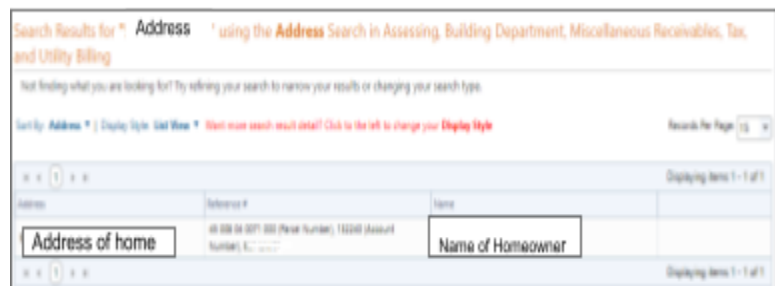 Search Results for ": Address ' using the Address Search in Assessing, Building Department, Miscellaneous Receivables, Tax,
and Utility Billing
Not finding what you are looking for? Try refining your search to narrow your results or changing your search type.
Sort By: Address | Display Style: List View Want more search result detail? Click to the left to change your Display Style Records Per Page: 15
1 Displaying items 1 - 1 of 1
Address Reference # Name
(Parcel Number), (Account
Address of home Number), Name of Homeowner
1 Displaying items 1 - 1 of 1